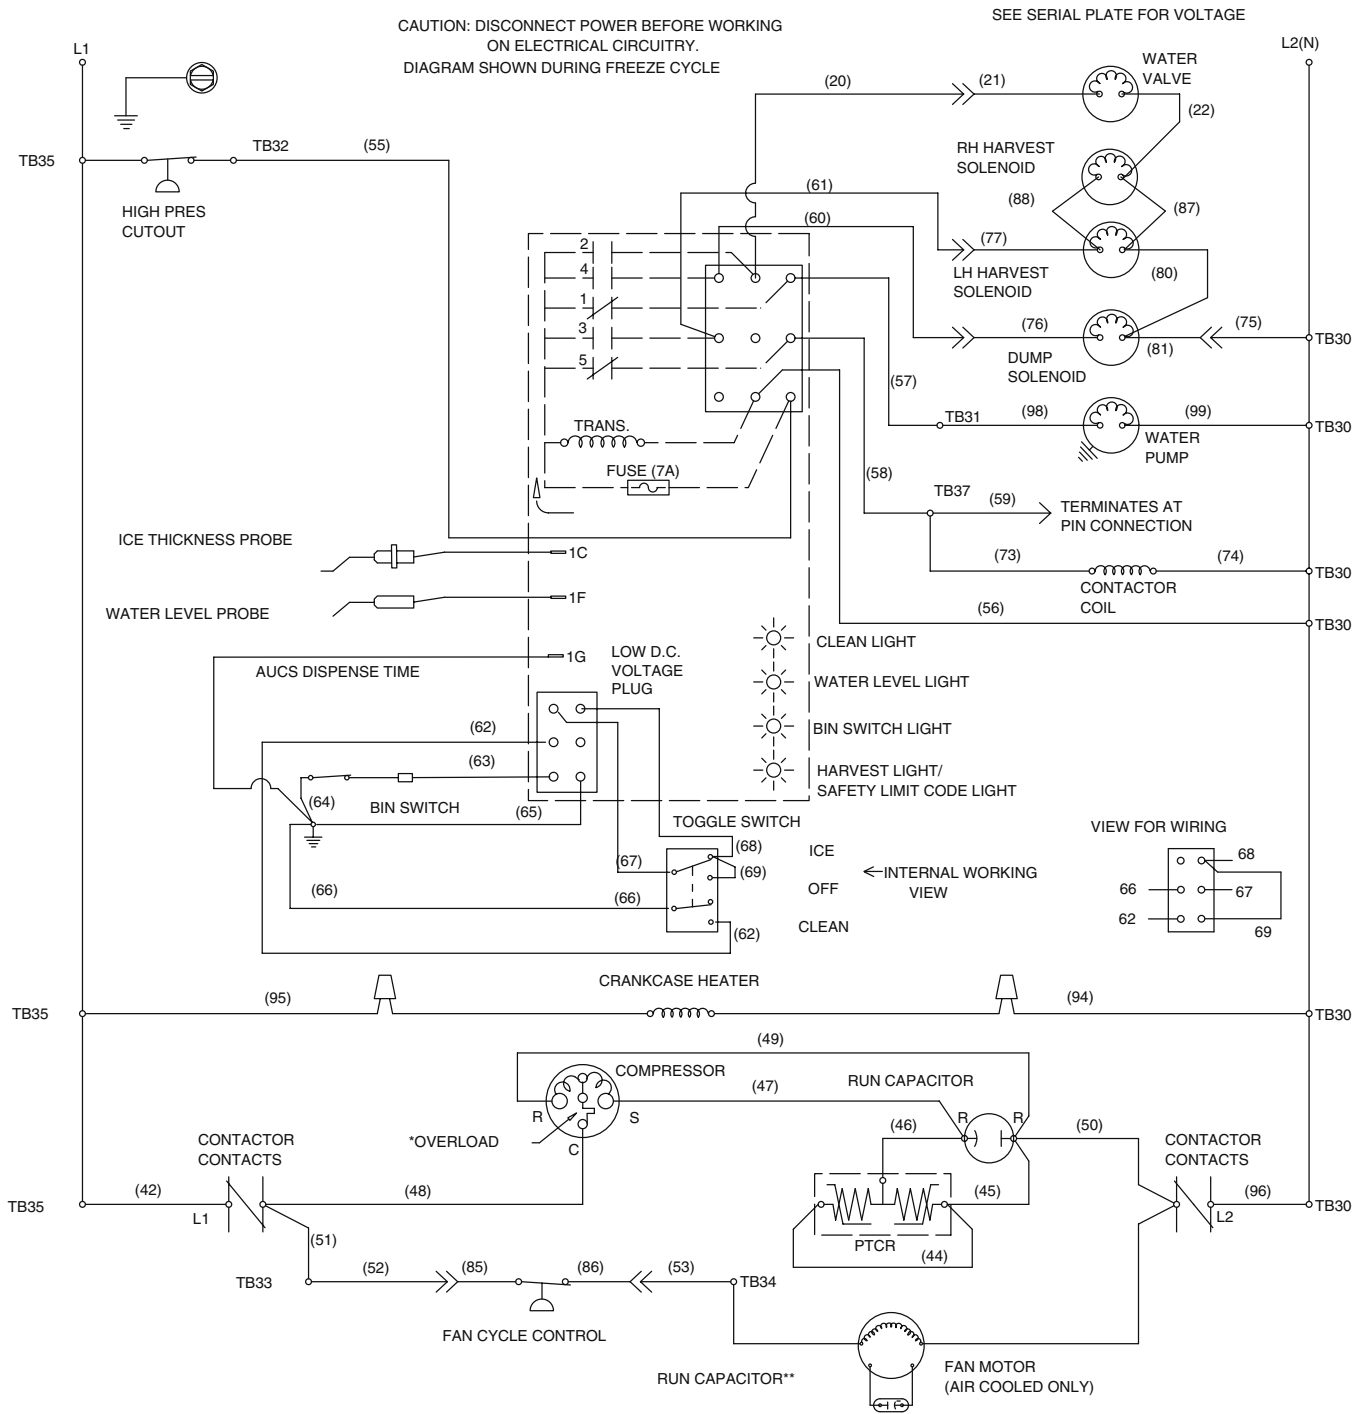 SEE SERIAL PLATE FOR VOLTAGE
CAUTION: DISCONNECT POWER BEFORE WORKING
ON ELECTRICAL CIRCUITRY.
DIAGRAM SHOWN DURING FREEZE CYCLE
L1
L2(N)
WATER
VALVE
(20)
(21)
(22)
TB35
TB32
(55)
HIGH PRES
CUTOUT
RH HARVEST
SOLENOID
(61)
(88)
(87)
(60)
(77)
(80)
LH HARVEST
SOLENOID
2
4
1
3
5
(76)
(75)
(81)
TB30
DUMP
SOLENOID
(57)
TB31
(98)
(99)
TB30
WATER
PUMP
TRANS.
FUSE (7A)
(58)
TB37
(59)
TERMINATES AT
PIN CONNECTION
ICE THICKNESS PROBE
1C
(73)
(74)
TB30
CONTACTOR
COIL
WATER LEVEL PROBE
1F
(56)
TB30
CLEAN LIGHT
AUCS DISPENSE TIME
1G
LOW D.C.
VOLTAGE
PLUG
WATER LEVEL LIGHT
(62)
BIN SWITCH LIGHT
(63)
HARVEST LIGHT/
SAFETY LIMIT CODE LIGHT
(64)
BIN SWITCH
(65)
TOGGLE SWITCH
VIEW FOR WIRING
(68)
ICE
(67)
(69)
INTERNAL WORKING
VIEW
OFF
(66)
(66)
CLEAN
(62)
68
66
67
62
69
CRANKCASE HEATER
TB35
(95)
(94)
TB30
(49)
COMPRESSOR
(47)
RUN CAPACITOR
R
S
C
*OVERLOAD
R
R
(46)
(50)
CONTACTOR
CONTACTS
CONTACTOR
CONTACTS
TB35
(42)
L1
(48)
(45)
PTCR
(44)
L2
(96)
TB30
(51)
TB33
(52)
(85)
(86)
(53)
TB34
FAN CYCLE CONTROL
RUN CAPACITOR**
FAN MOTOR
(AIR COOLED ONLY)